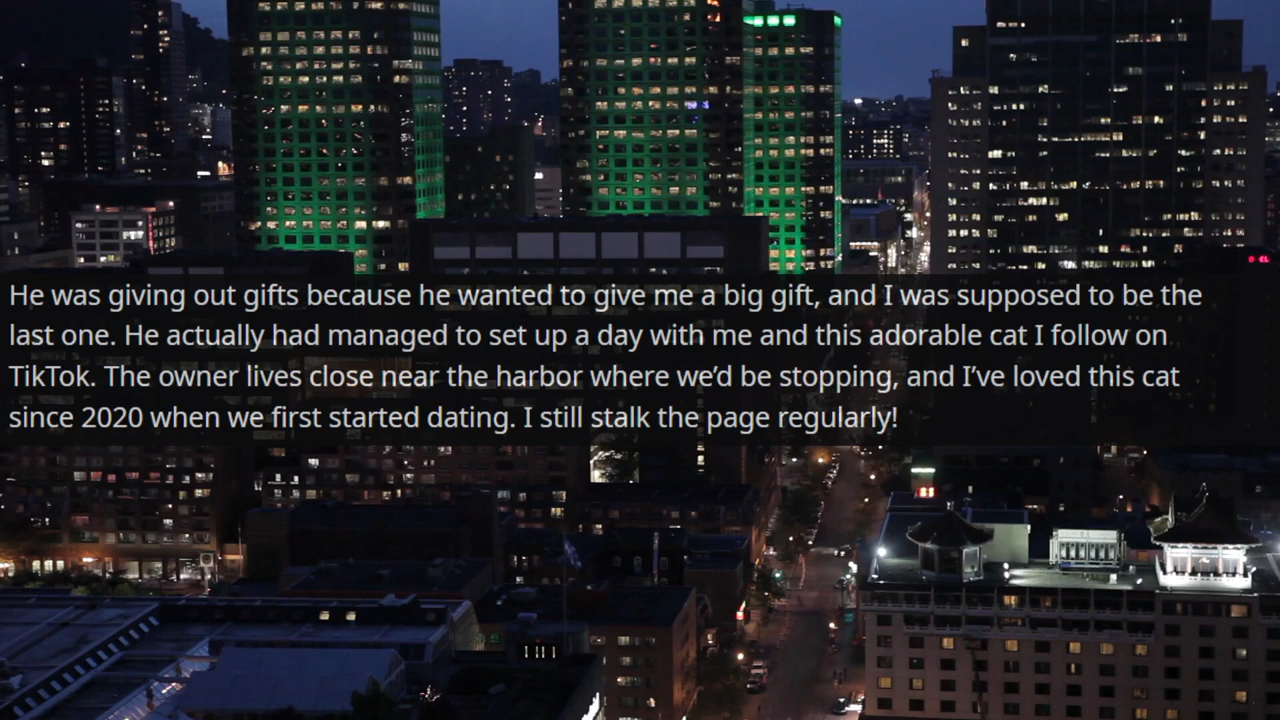 He was giving out gifts because he wanted to give me a big gift, and I was supposed to be the
last one. He actually had managed to set up a day with me and this adorable cat I follow on
TikTok. The owner lives close near the harbor where we’d be stopping, and I’ve loved this cat
since 2020 when we first started dating. I still stalk the page regularly!